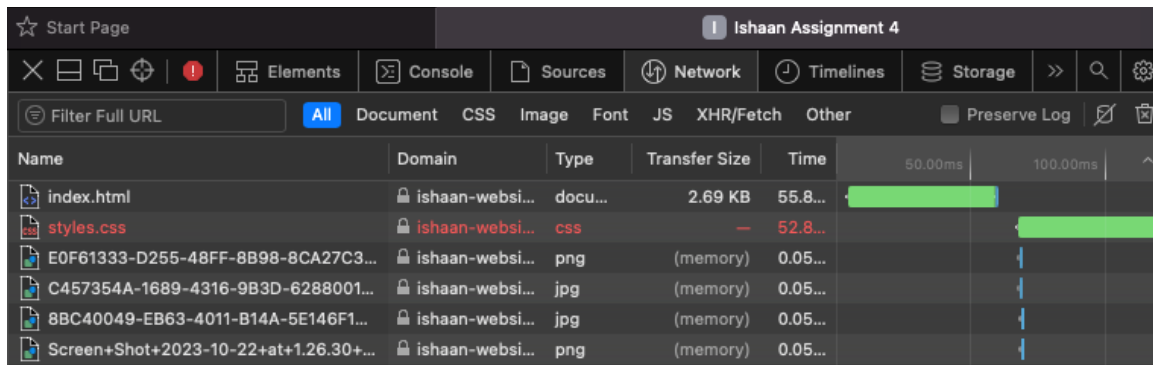 Start Page
I Ishaan Assignment 4
Elements Console Sources Network Timelines Storage
Filter Full URL All Document CSS Image Font JS XHR/Fetch Other Preserve Log
Name Domain Type Transfer Size Time 50.00ms 100.00ms
index.html ishaan-websi... docu... 2.69 KB 55.8...
styles.css ishaan-websi... css — 52.8...
E0F61333-D255-48FF-8B98-8CA27C3... ishaan-websi... png (memory) 0.05...
C457354A-1689-4316-9B3D-6288001... ishaan-websi... jpg (memory) 0.05...
8BC40049-EB63-4011-B14A-5E146F1... ishaan-websi... jpg (memory) 0.05...
Screen+Shot+2023-10-22+at+1.26.30+... ishaan-websi... png (memory) 0.05...